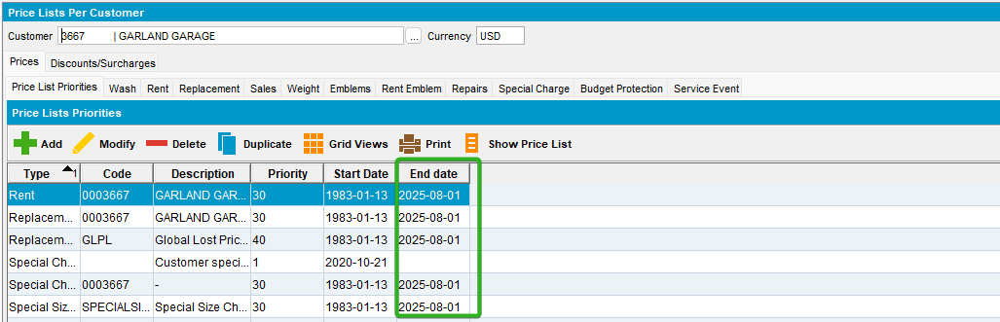 Price Lists Per Customer
Customer 3667 | GARLAND GARAGE ... Currency USD
Prices Discounts/Surcharges
Price List Priorities Wash Rent Replacement Sales Weight Emblems Rent Emblem Repairs Special Charge Budget Protection Service Event
Price Lists Priorities
Add Modify Delete Duplicate Grid Views Print Show Price List
Type 1 Code Description Priority Start Date End date
Rent 0003667 GARLAND GAR... 30 1983-01-13 2025-08-01
Replacem... 0003667 GARLAND GAR... 30 1983-01-13 2025-08-01
Replacem... GLPL Global Lost Pric... 40 1983-01-13 2025-08-01
Special Ch... Customer speci... 1 2020-10-21
Special Ch... 0003667 - 30 1983-01-13 2025-08-01
Special Siz... SPECIALSI... Special Size Ch... 30 1983-01-13 2025-08-01